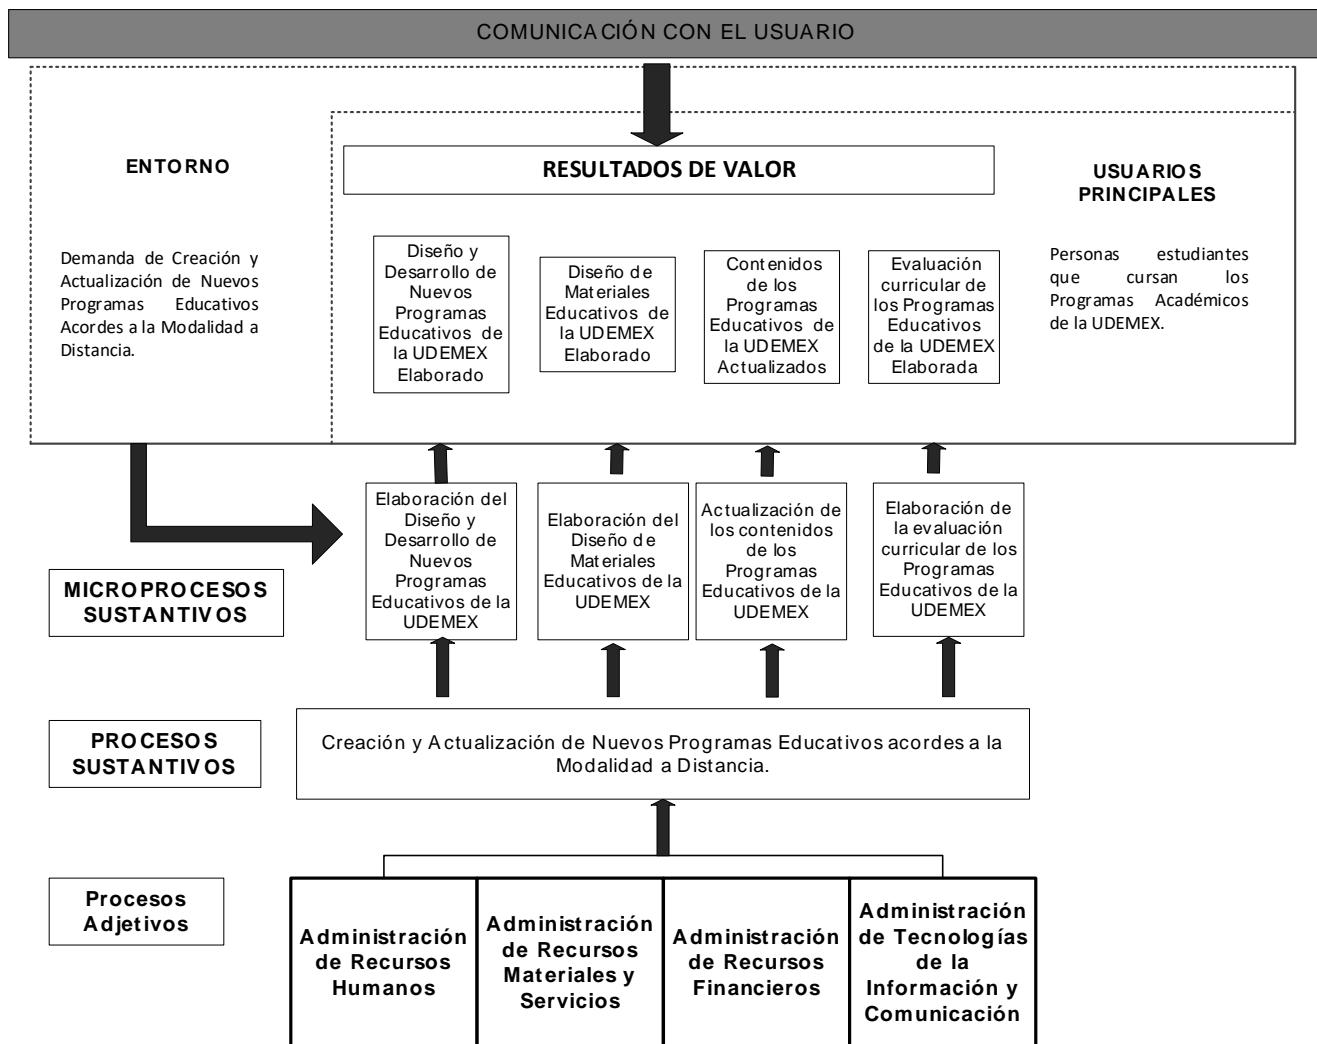 COMUNICACIÓN CON EL USUARIO
ENTORNO
Demanda de Creación y
Actualización de Nuevos
Programas Educativos
Acordes a la Modalidad a
Distancia.
RESULTADOS DE VALOR
USUARIOS
PRINCIPALES
Personas estudiantes
que cursan los
Programas Académicos
de la UDEMEX.
Diseño y
Desarrollo de
Nuevos
Programas
Educativos de
la UDEMEX
Elaborado
Diseño de
Materiales
Educativos de
la UDEMEX
Elaborado
Contenidos
de los
Programas
Educativos de
la UDEMEX
Actualizados
Evaluación
curricular de
los Programas
Educativos
de la UDEMEX
Elaborada
MICROPROCESOS
SUSTANTIVOS
Elaboración del
Diseño y
Desarrollo de
Nuevos
Programas
Educativos de la
UDEMEX
Elaboración del
Diseño de
Materiales
Educativos de la
UDEMEX
Actualización de
los contenidos
de los
Programas
Educativos de la
UDEMEX
Elaboración de
la evaluación
curricular de los
Programas
Educativos de la
UDEMEX
PROCESOS
SUSTANTIVOS
Creación y Actualización de Nuevos Programas Educativos acordes a la
Modalidad a Distancia.
Procesos
Adjetivos
Administración
de Recursos
Humanos
Administración
de Recursos
Materiales y
Servicios
Administración
de Recursos
Financieros
Administración
de Tecnologías
de la
Información y
Comunicación